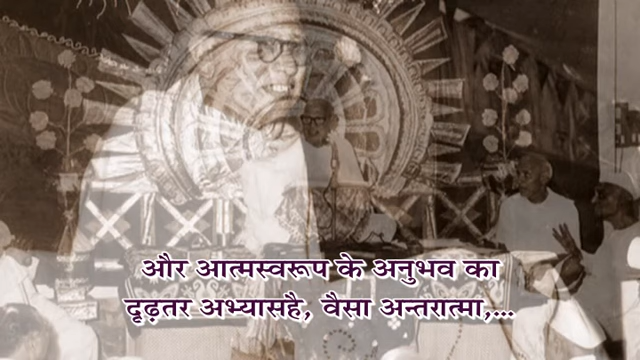 और आत्मस्वरूप के अनुभव का
दृढ़तर अभ्यासहै, वैसा अन्तरात्मा,...